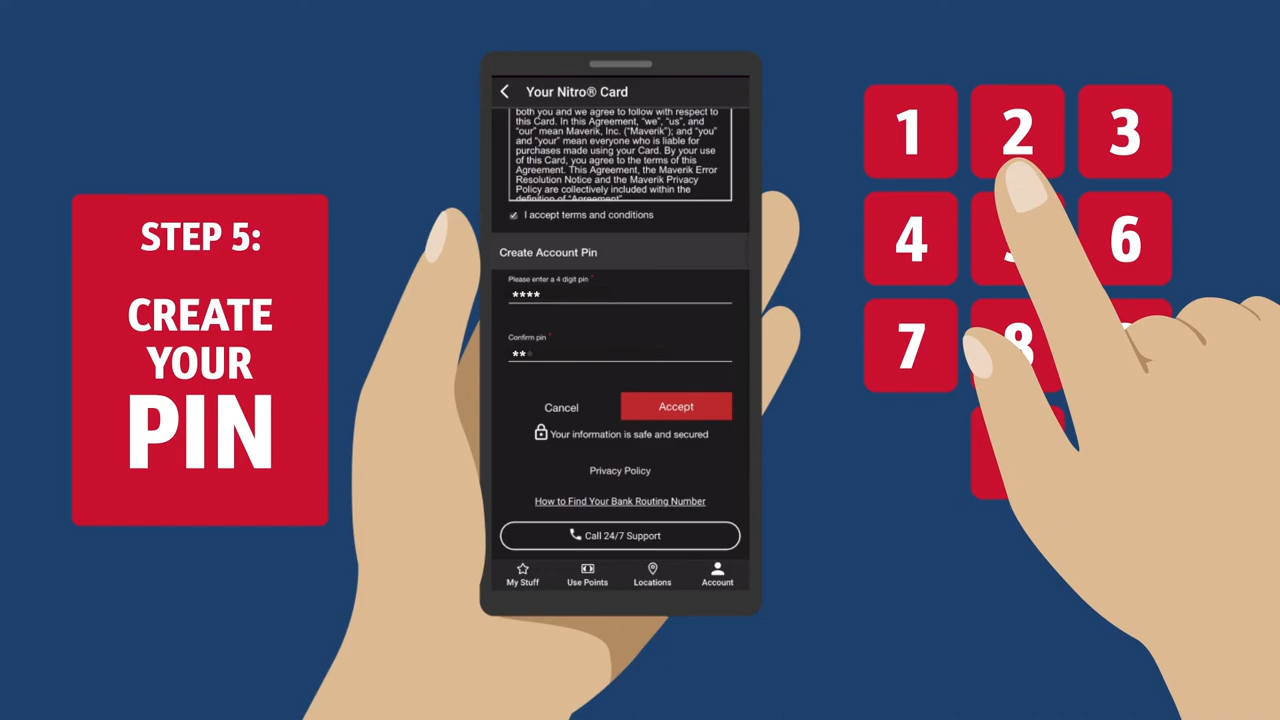 STEP 5:
CREATE
YOUR
PIN
Your Nitro® Card
both you and we agree to follow with respect to
this Card. In this Agreement, “we”, “us”, and
“our” mean Maverik, Inc. (“Maverik”); and “you”
and “your” mean everyone who is liable for
purchases made using your Card. By your use
of this Card, you agree to the terms of this
Agreement. This Agreement, the Maverik Error
Resolution Notice and the Maverik Privacy
Policy are collectively included within the
definition of “Agreement”.
I accept terms and conditions
Create Account Pin
Please enter a 4 digit pin *
****
Confirm pin *
***
Cancel
Accept
Your information is safe and secured
Privacy Policy
How to Find Your Bank Routing Number
Call 24/7 Support
My Stuff
Use Points
Locations
Account
1 2 3
4 5 6
7 8